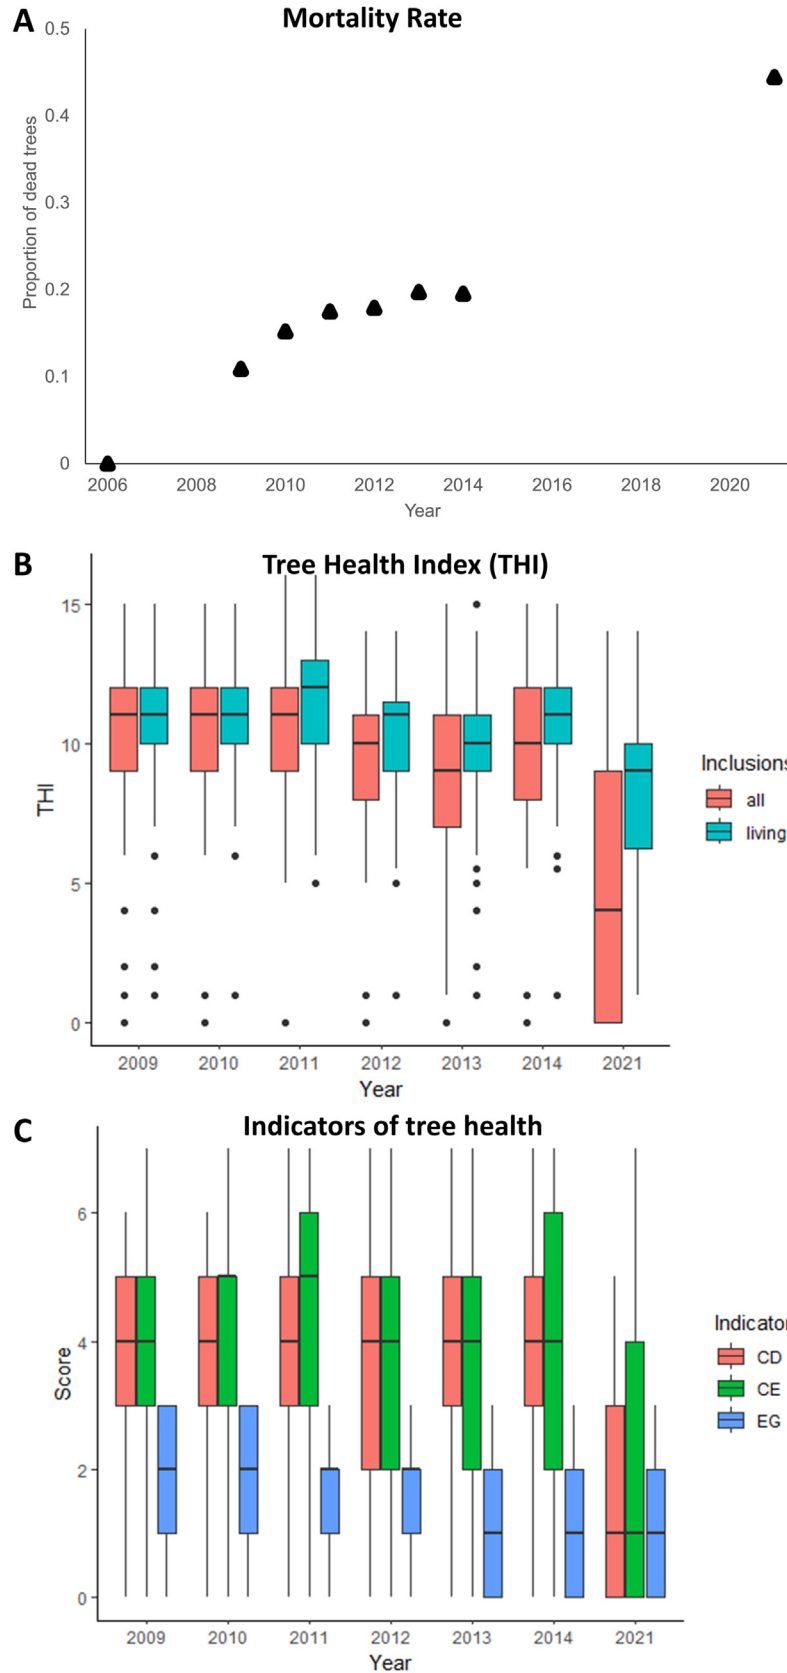 A
Mortality Rate
Proportion of dead trees
0.5
0.4
0.3
0.2
0.1
0
2006 2008 2010 2012 2014 2016 2018 2020
Year
B
Tree Health Index (THI)
THI
15
10
5
0
2009 2010 2011 2012 2013 2014 2021
Year
Inclusions
all
living
C
Indicators of tree health
Score
6
4
2
0
2009 2010 2011 2012 2013 2014 2021
Year
Indicator
CD
CE
EG